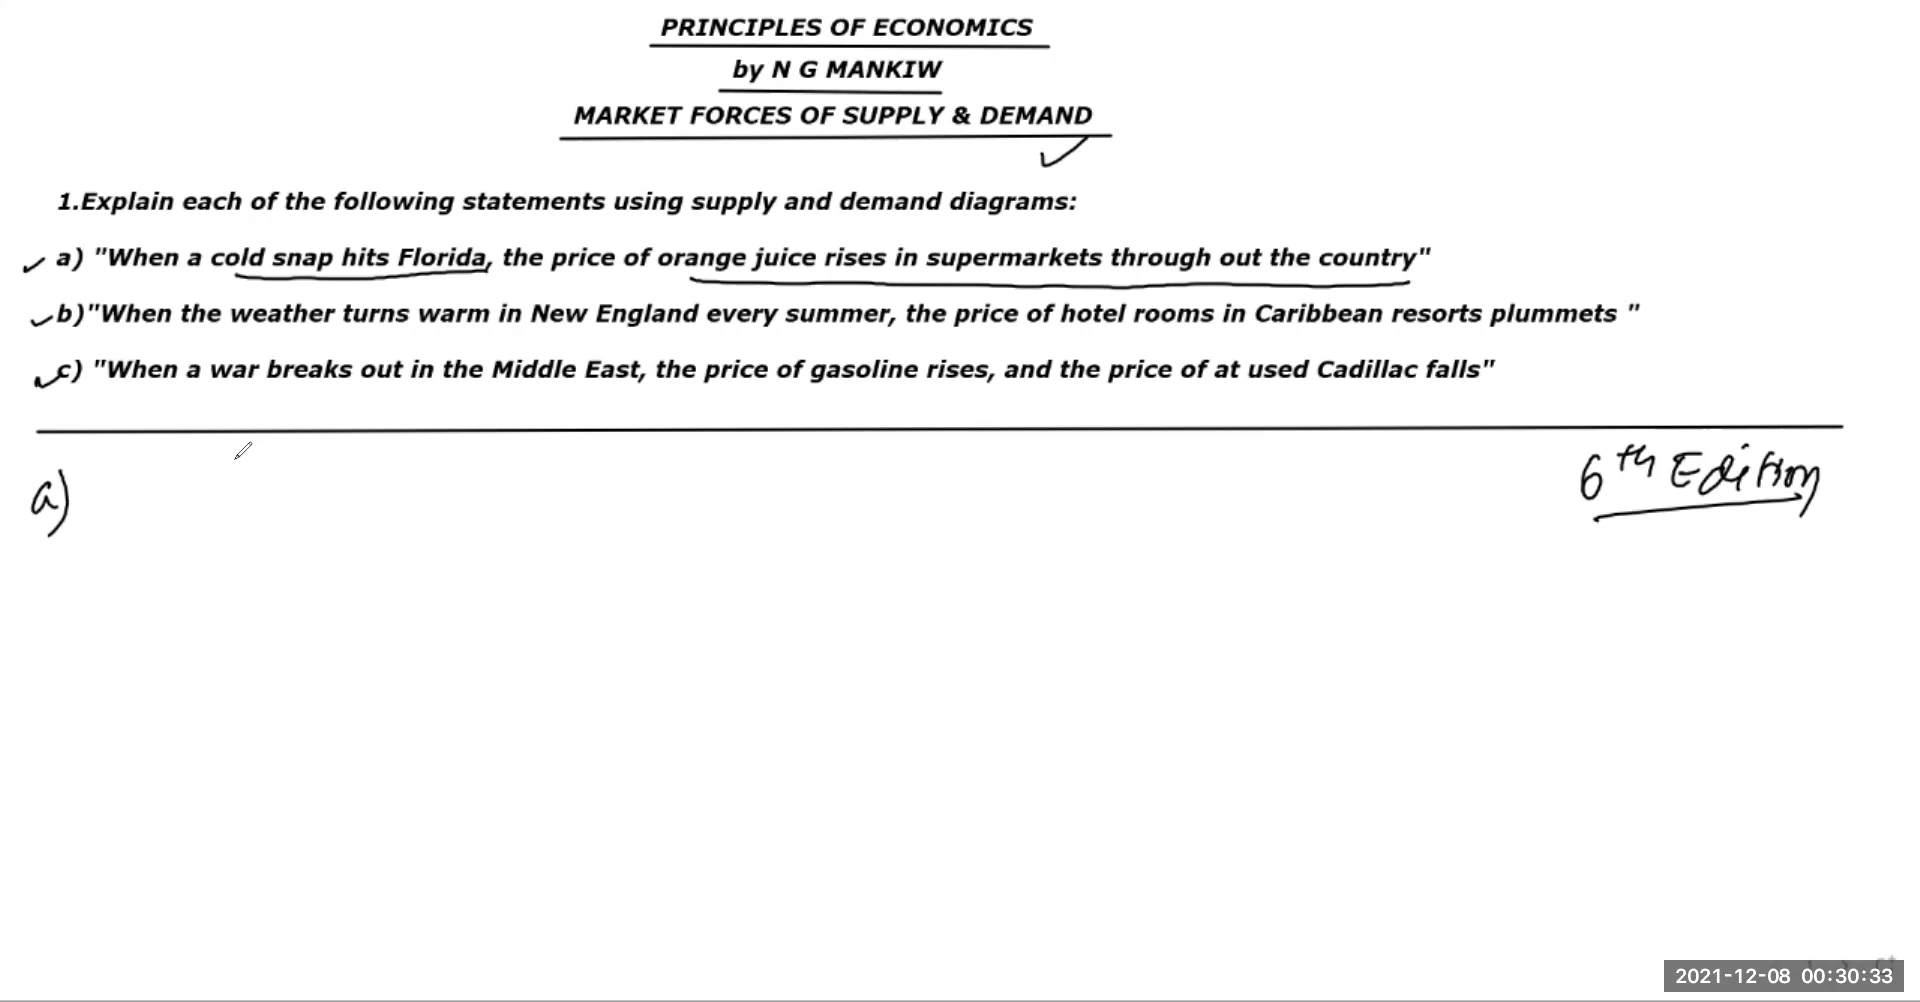 PRINCIPLES OF ECONOMICS
by N G MANKIW
MARKET FORCES OF SUPPLY & DEMAND
1.Explain each of the following statements using supply and demand diagrams:
a) "When a cold snap hits Florida, the price of orange juice rises in supermarkets through out the country"
b)"When the weather turns warm in New England every summer, the price of hotel rooms in Caribbean resorts plummets "
c) "When a war breaks out in the Middle East, the price of gasoline rises, and the price of at used Cadillac falls"
6th Edition
a)
2021-12-08 00:30:33